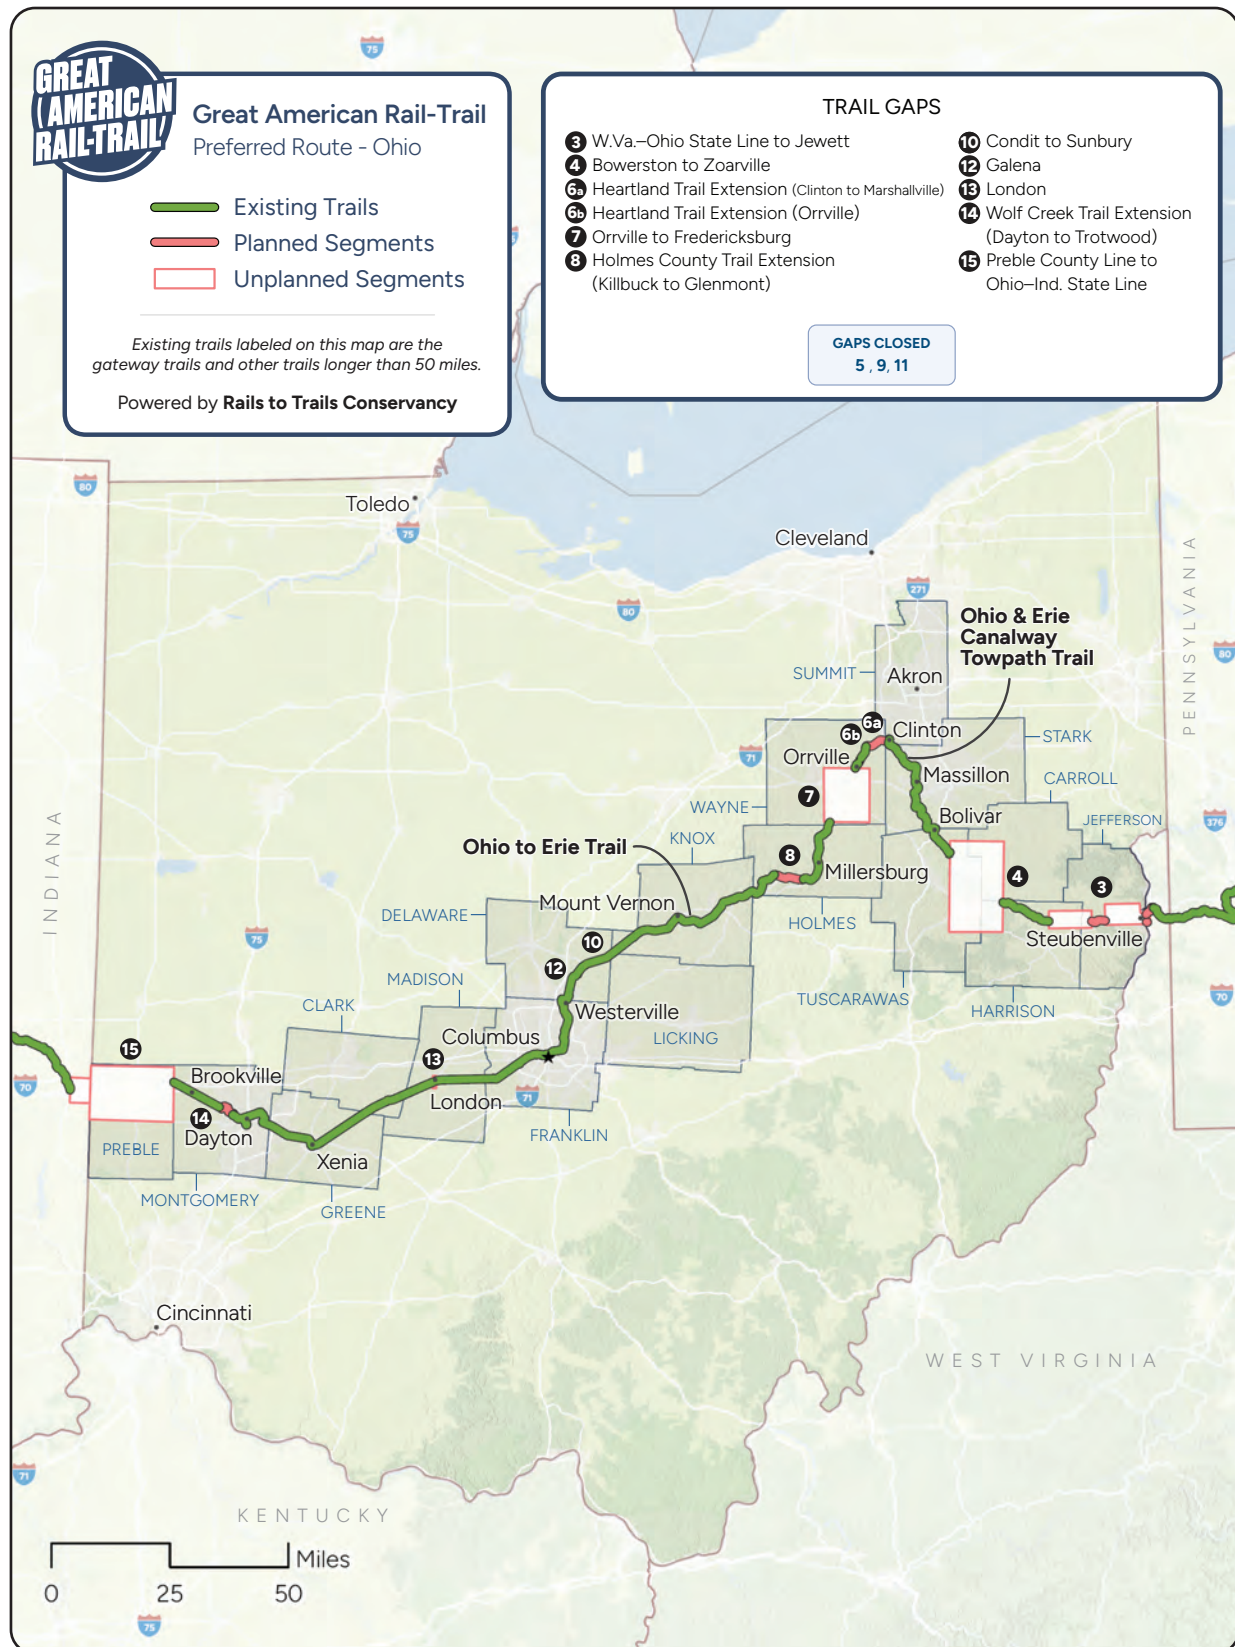 GREAT
AMERICAN
RAIL-TRAIL
Great American Rail-Trail
Preferred Route - Ohio
Existing Trails
Planned Segments
Unplanned Segments
Existing trails labeled on this map are the
gateway trails and other trails longer than 50 miles.
Powered by Rails to Trails Conservancy
TRAIL GAPS
3 W.Va.–Ohio State Line to Jewett
4 Bowerston to Zoarville
6a Heartland Trail Extension (Clinton to Marshallville)
6b Heartland Trail Extension (Orrville)
7 Orrville to Fredericksburg
8 Holmes County Trail Extension
(Killbuck to Glenmont)
10 Condit to Sunbury
12 Galena
13 London
14 Wolf Creek Trail Extension
(Dayton to Trotwood)
15 Preble County Line to
Ohio–Ind. State Line
GAPS CLOSED
5 , 9, 11
75
80
Toledo
75
Cleveland
80
271
PENNSYLVANIA
80
Ohio & Erie
Canalway
Towpath Trail
SUMMIT
Akron
6a
6b
Clinton
STARK
71
Orrville
Massillon
CARROLL
7
WAYNE
Bolivar
JEFFERSON
376
INDIANA
KNOX
Ohio to Erie Trail
8
Millersburg
4
3
Mount Vernon
DELAWARE
HOLMES
Steubenville
75
10
12
MADISON
TUSCARAWAS
70
CLARK
Westerville
HARRISON
Columbus
LICKING
15
13
70
Brookville
London
71
14
Dayton
FRANKLIN
PREBLE
Xenia
MONTGOMERY
GREENE
Cincinnati
WEST VIRGINIA
71
KENTUCKY
Miles
0 25 50
75